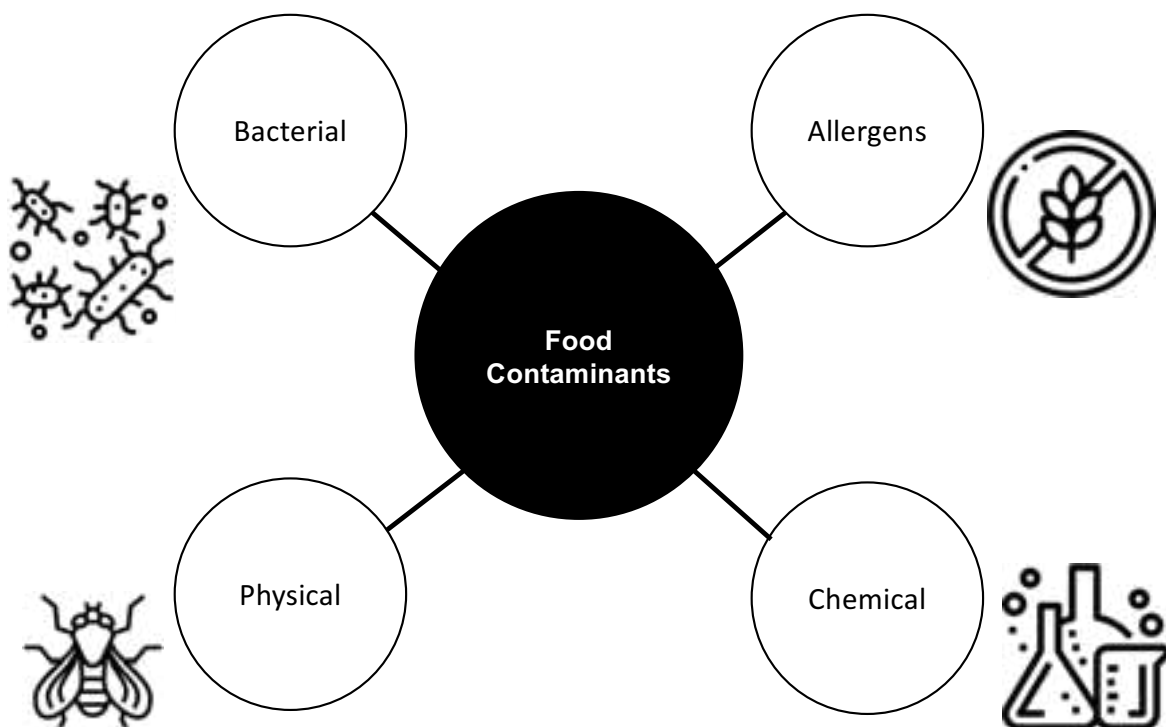 Bacterial
Allergens
Food
Contaminants
Physical
Chemical